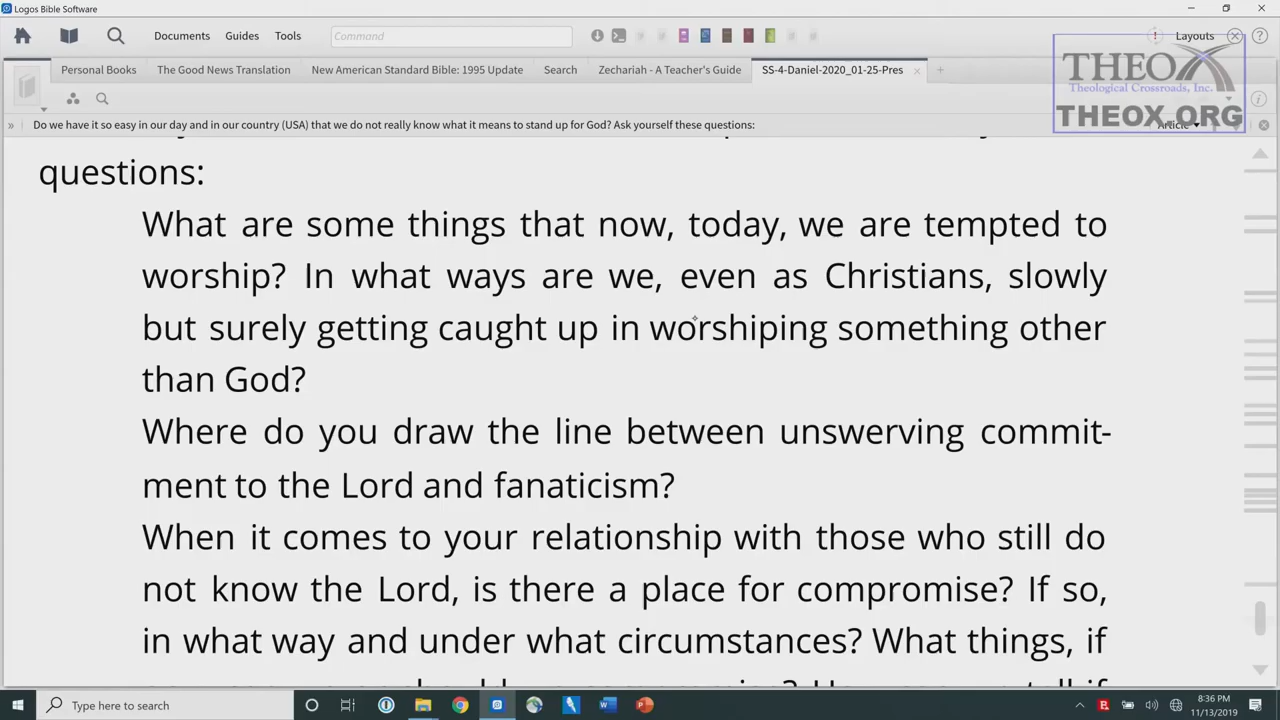 Logos Bible Software
Documents Guides Tools Command Layouts
Personal Books The Good News Translation New American Standard Bible: 1995 Update Search Zechariah - A Teacher's Guide SS-4-Daniel-2020_01-25-Pres
THEOX
Theological Crossroads, Inc.
THEOX.ORG
Do we have it so easy in our day and in our country (USA) that we do not really know what it means to stand up for God? Ask yourself these questions: Article
questions:
What are some things that now, today, we are tempted to
worship? In what ways are we, even as Christians, slowly
but surely getting caught up in worshiping something other
than God?
Where do you draw the line between unswerving commit-
ment to the Lord and fanaticism?
When it comes to your relationship with those who still do
not know the Lord, is there a place for compromise? If so,
in what way and under what circumstances? What things, if
Type here to search
8:36 PM
11/13/2019